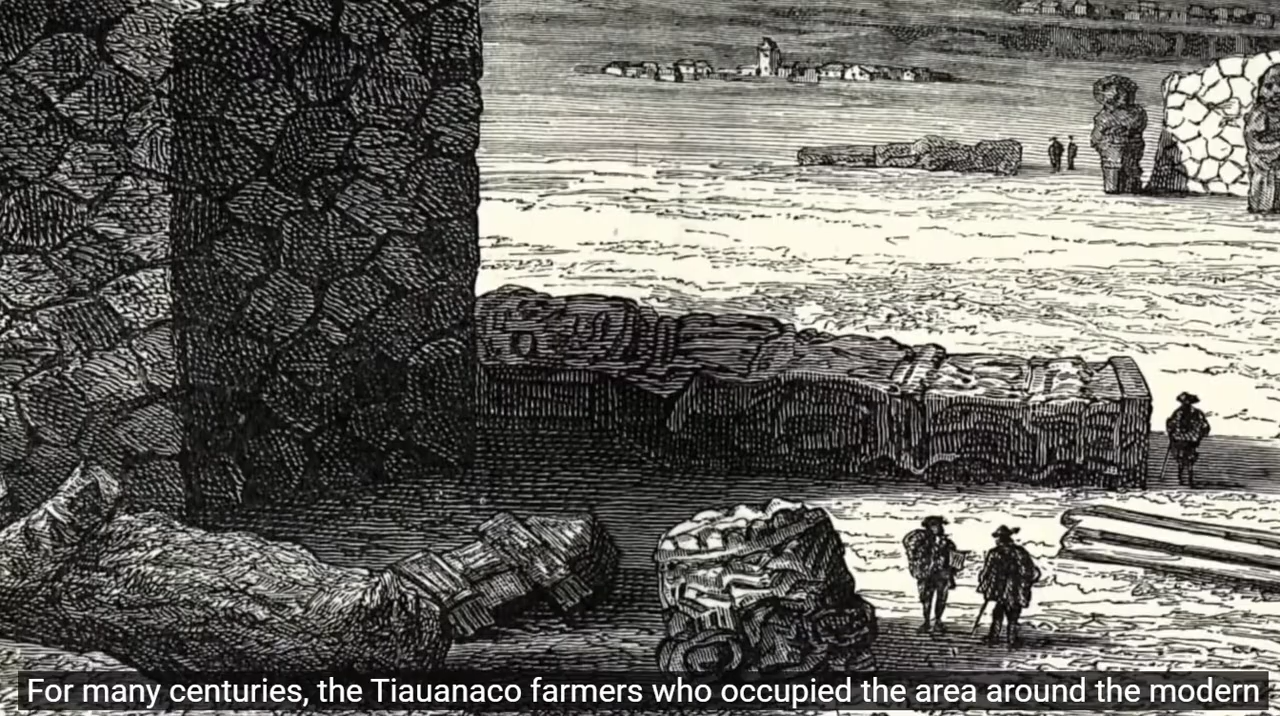 For many centuries, the Tiauanaco farmers who occupied the area around the modern